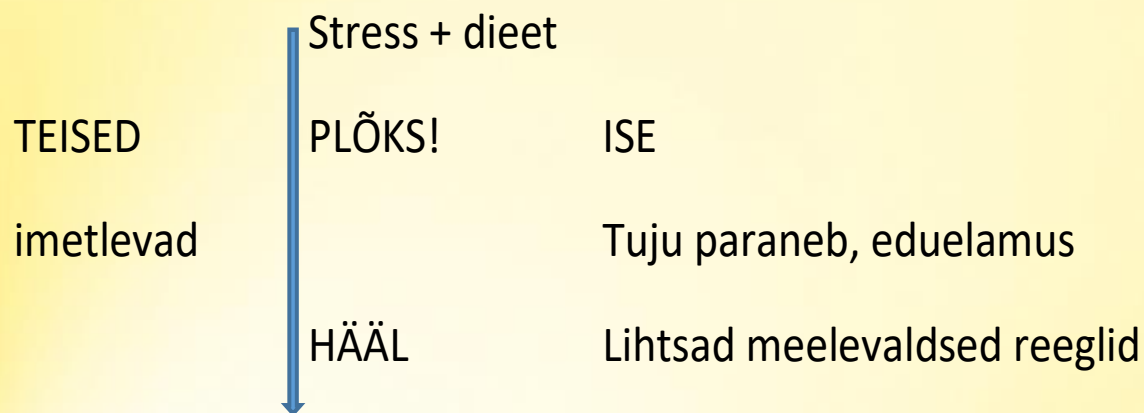 Stress + dieet
TEISED PLÕKS! ISE
imetlevad Tuju paraneb, eduelamus
HÄÄL Lihtsad meelevaldsed reeglid